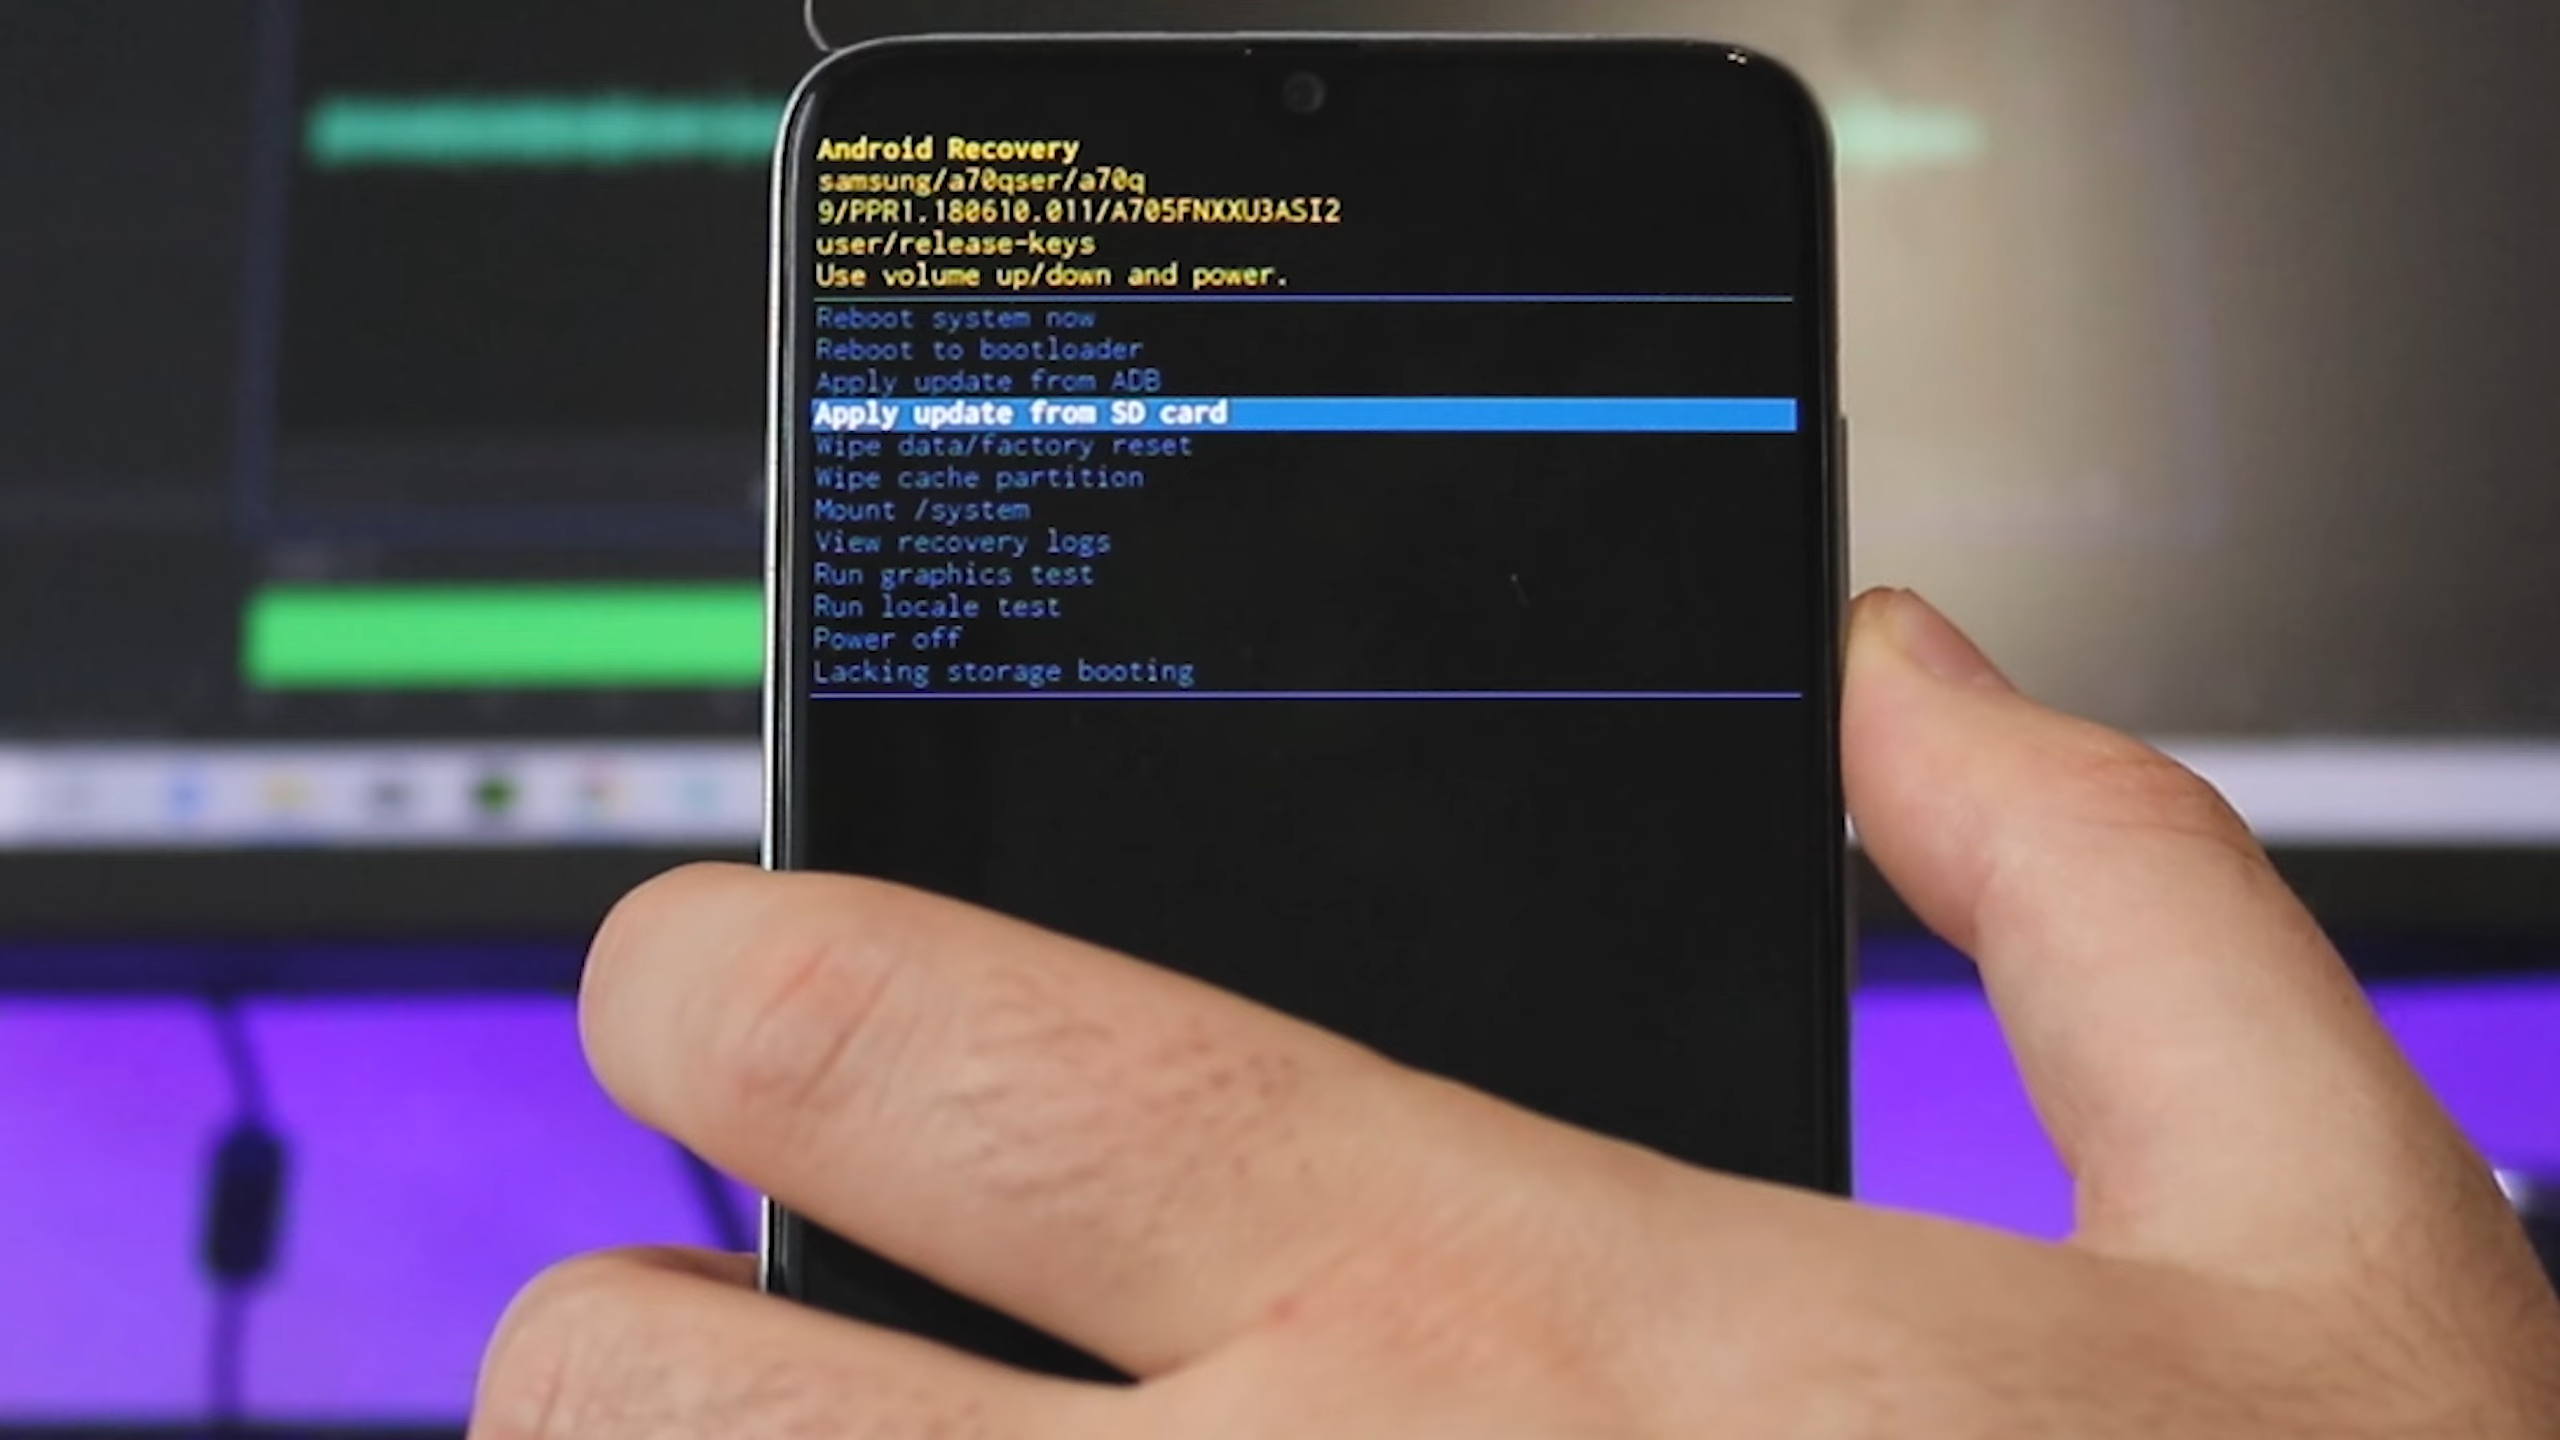 Android Recovery
samsung/a70qser/a70q
9/PPR1.180610.011/A705FNXXU3ASI2
user/release-keys
Use volume up/down and power.
Reboot system now
Reboot to bootloader
Apply update from ADB
Apply update from SD card
Wipe data/factory reset
Wipe cache partition
Mount /system
View recovery logs
Run graphics test
Run locale test
Power off
Lacking storage booting